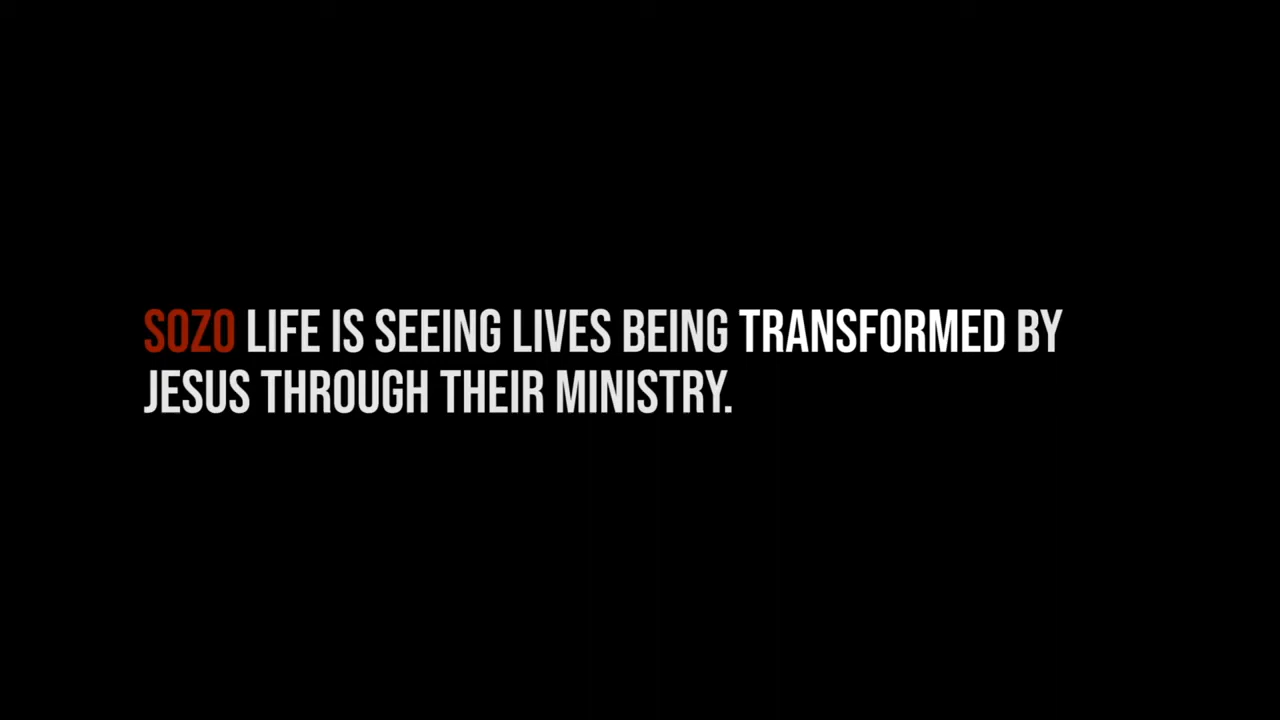 SOZO LIFE IS SEEING LIVES BEING TRANSFORMED BY
JESUS THROUGH THEIR MINISTRY.